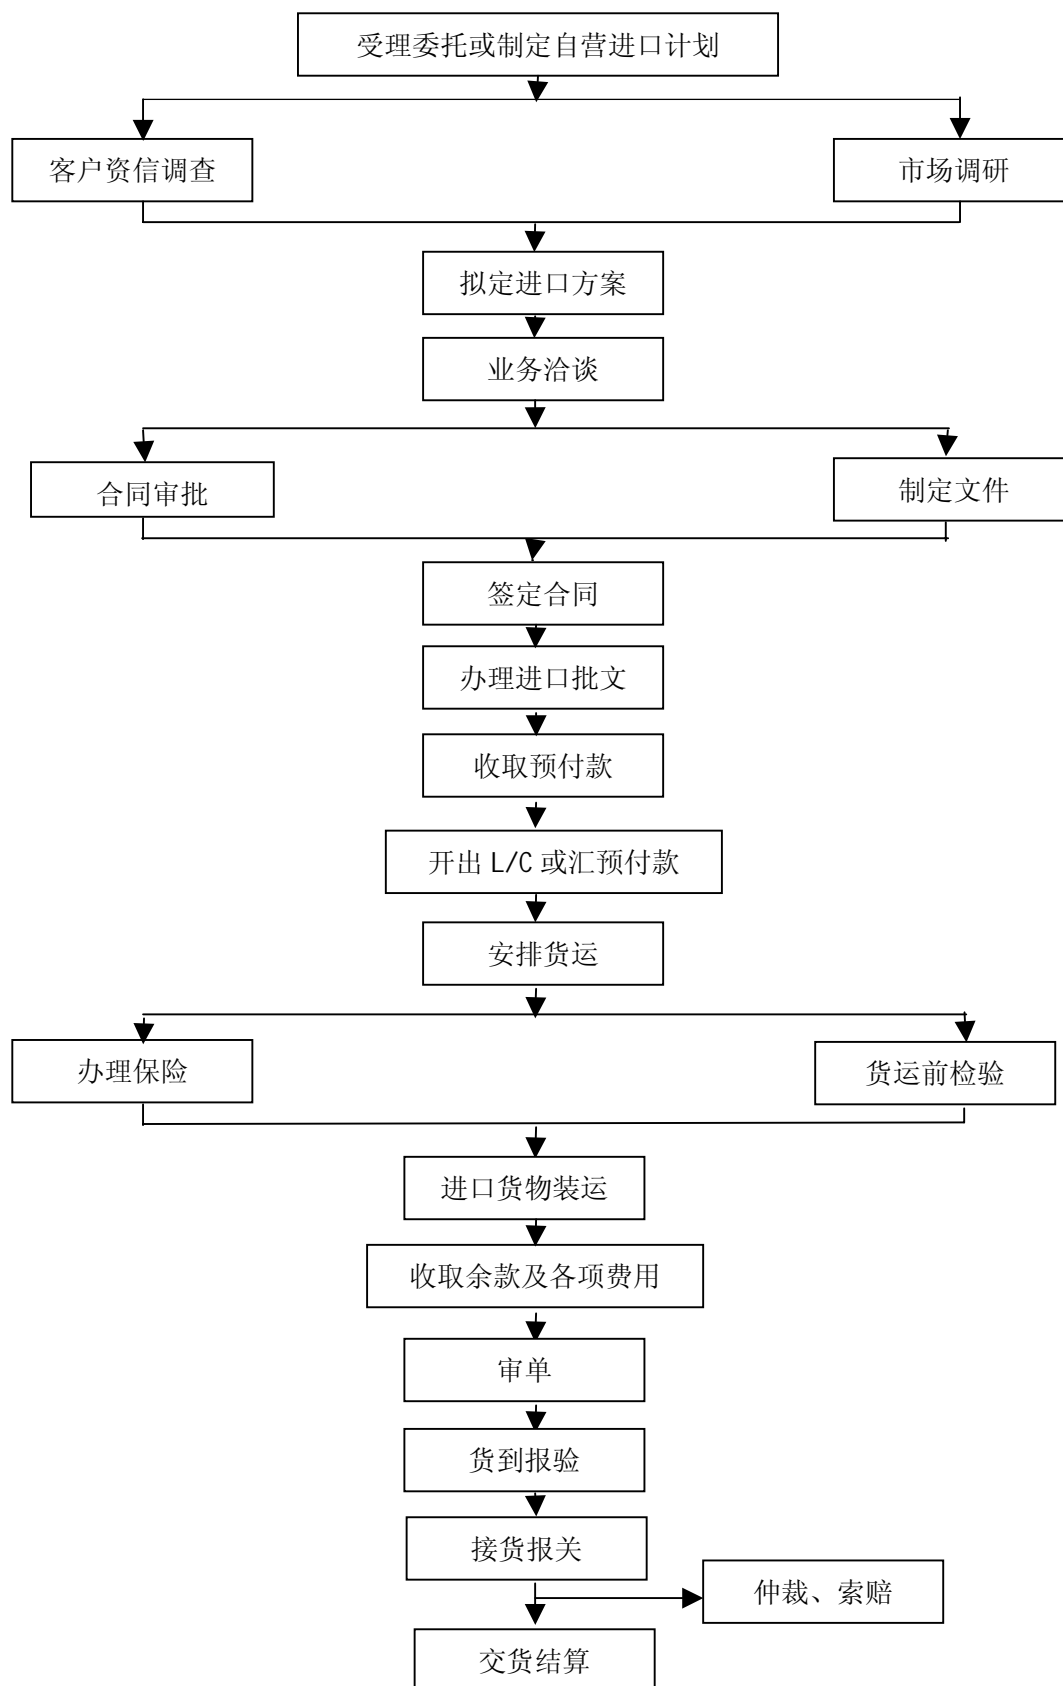 受理委托或制定自营进口计划
客户资信调查
市场调研
拟定进口方案
业务洽谈
合同审批
制定文件
签定合同
办理进口批文
收取预付款
开出 L/C 或汇预付款
安排货运
办理保险
货运前检验
进口货物装运
收取余款及各项费用
审单
货到报验
接货报关
仲裁、索赔
交货结算